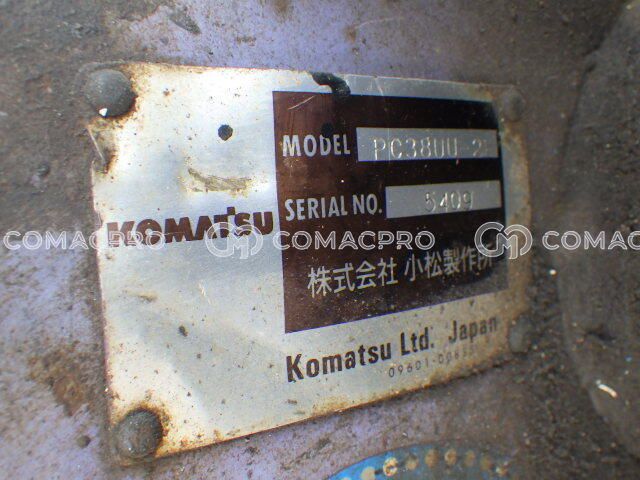 MODEL PC38UU-2
SERIAL NO. 5409
KOMATSU
COMACPRO COMACPRO COMACPRO
株式会社 小松製作所
Komatsu Ltd. Japan